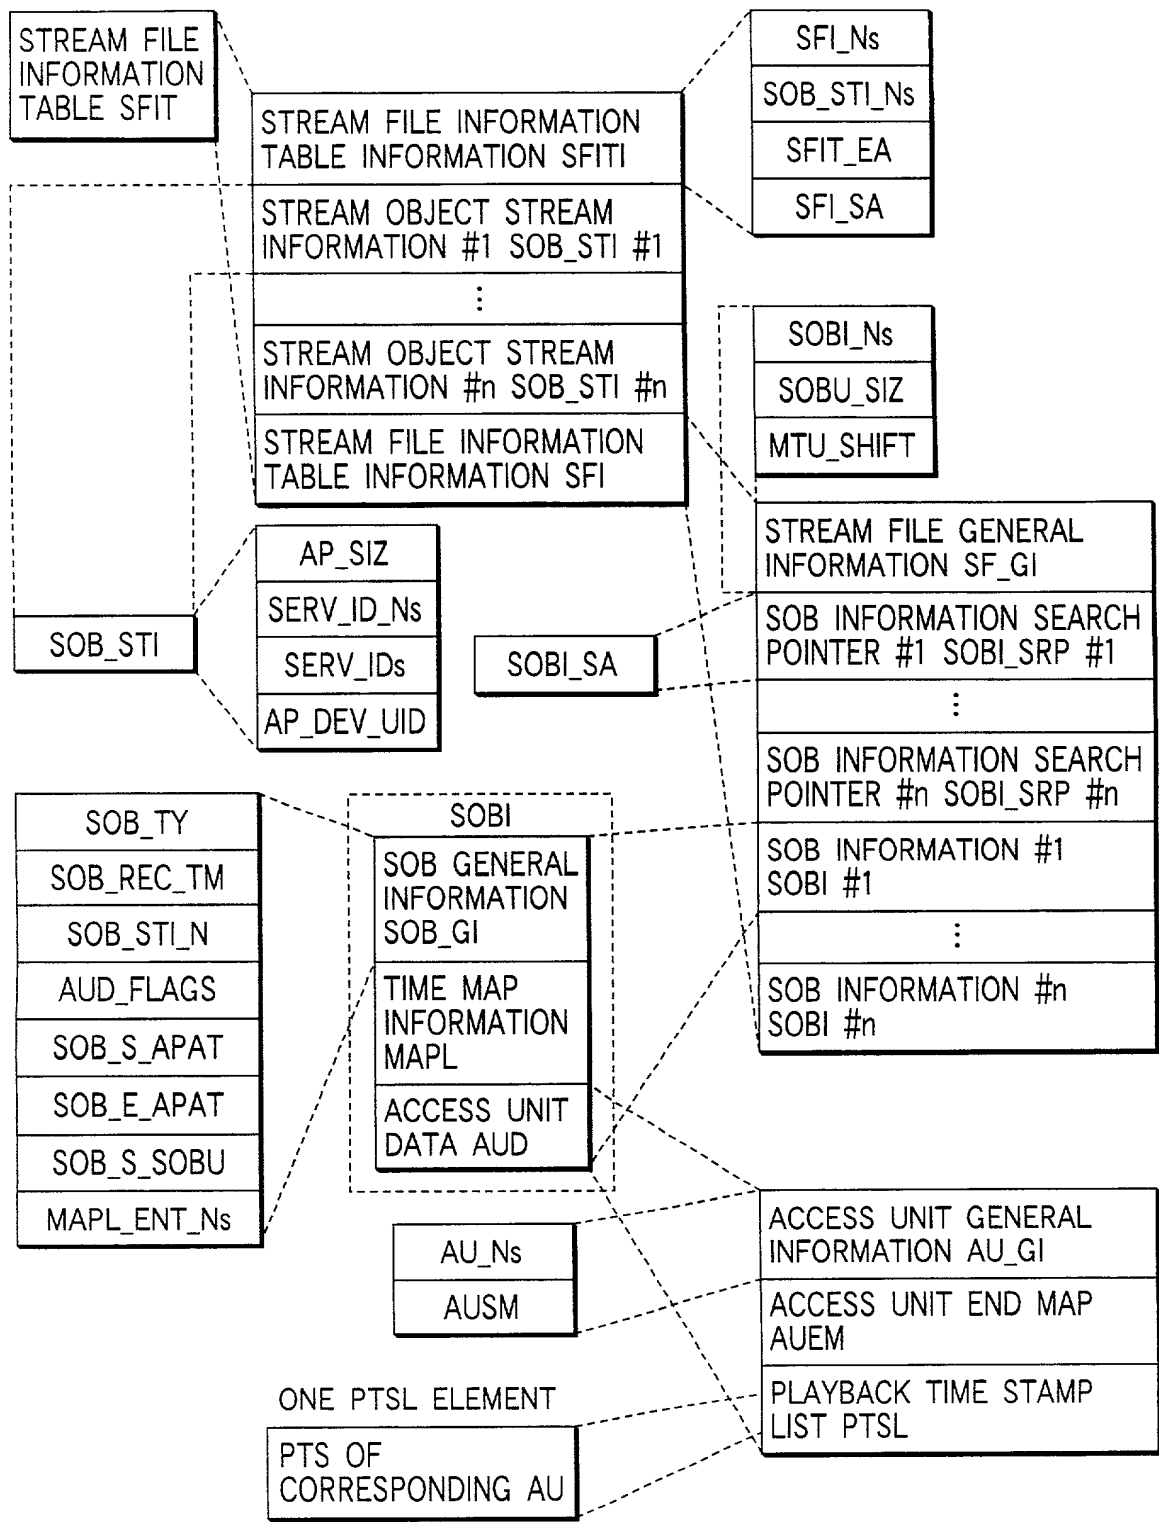 STREAM FILE
INFORMATION
TABLE SFIT
STREAM FILE INFORMATION
TABLE INFORMATION SFITI
STREAM OBJECT STREAM
INFORMATION #1 SOB_STI #1
⋮
STREAM OBJECT STREAM
INFORMATION #n SOB_STI #n
STREAM FILE INFORMATION
TABLE INFORMATION SFI
SFI_Ns
SOB_STI_Ns
SFIT_EA
SFI_SA
SOBI_Ns
SOBU_SIZ
MTU_SHIFT
STREAM FILE GENERAL
INFORMATION SF_GI
SOB INFORMATION SEARCH
POINTER #1 SOBI_SRP #1
⋮
SOB INFORMATION SEARCH
POINTER #n SOBI_SRP #n
SOB INFORMATION #1
SOBI #1
⋮
SOB INFORMATION #n
SOBI #n
SOB_STI
AP_SIZ
SERV_ID_Ns
SERV_IDs
AP_DEV_UID
SOBI_SA
SOB_TY
SOB_REC_TM
SOB_STI_N
AUD_FLAGS
SOB_S_APAT
SOB_E_APAT
SOB_S_SOBU
MAPL_ENT_Ns
SOBI
SOB GENERAL
INFORMATION
SOB_GI
TIME MAP
INFORMATION
MAPL
ACCESS UNIT
DATA AUD
AU_Ns
AUSM
ACCESS UNIT GENERAL
INFORMATION AU_GI
ACCESS UNIT END MAP
AUEM
PLAYBACK TIME STAMP
LIST PTSL
ONE PTSL ELEMENT
PTS OF
CORRESPONDING AU